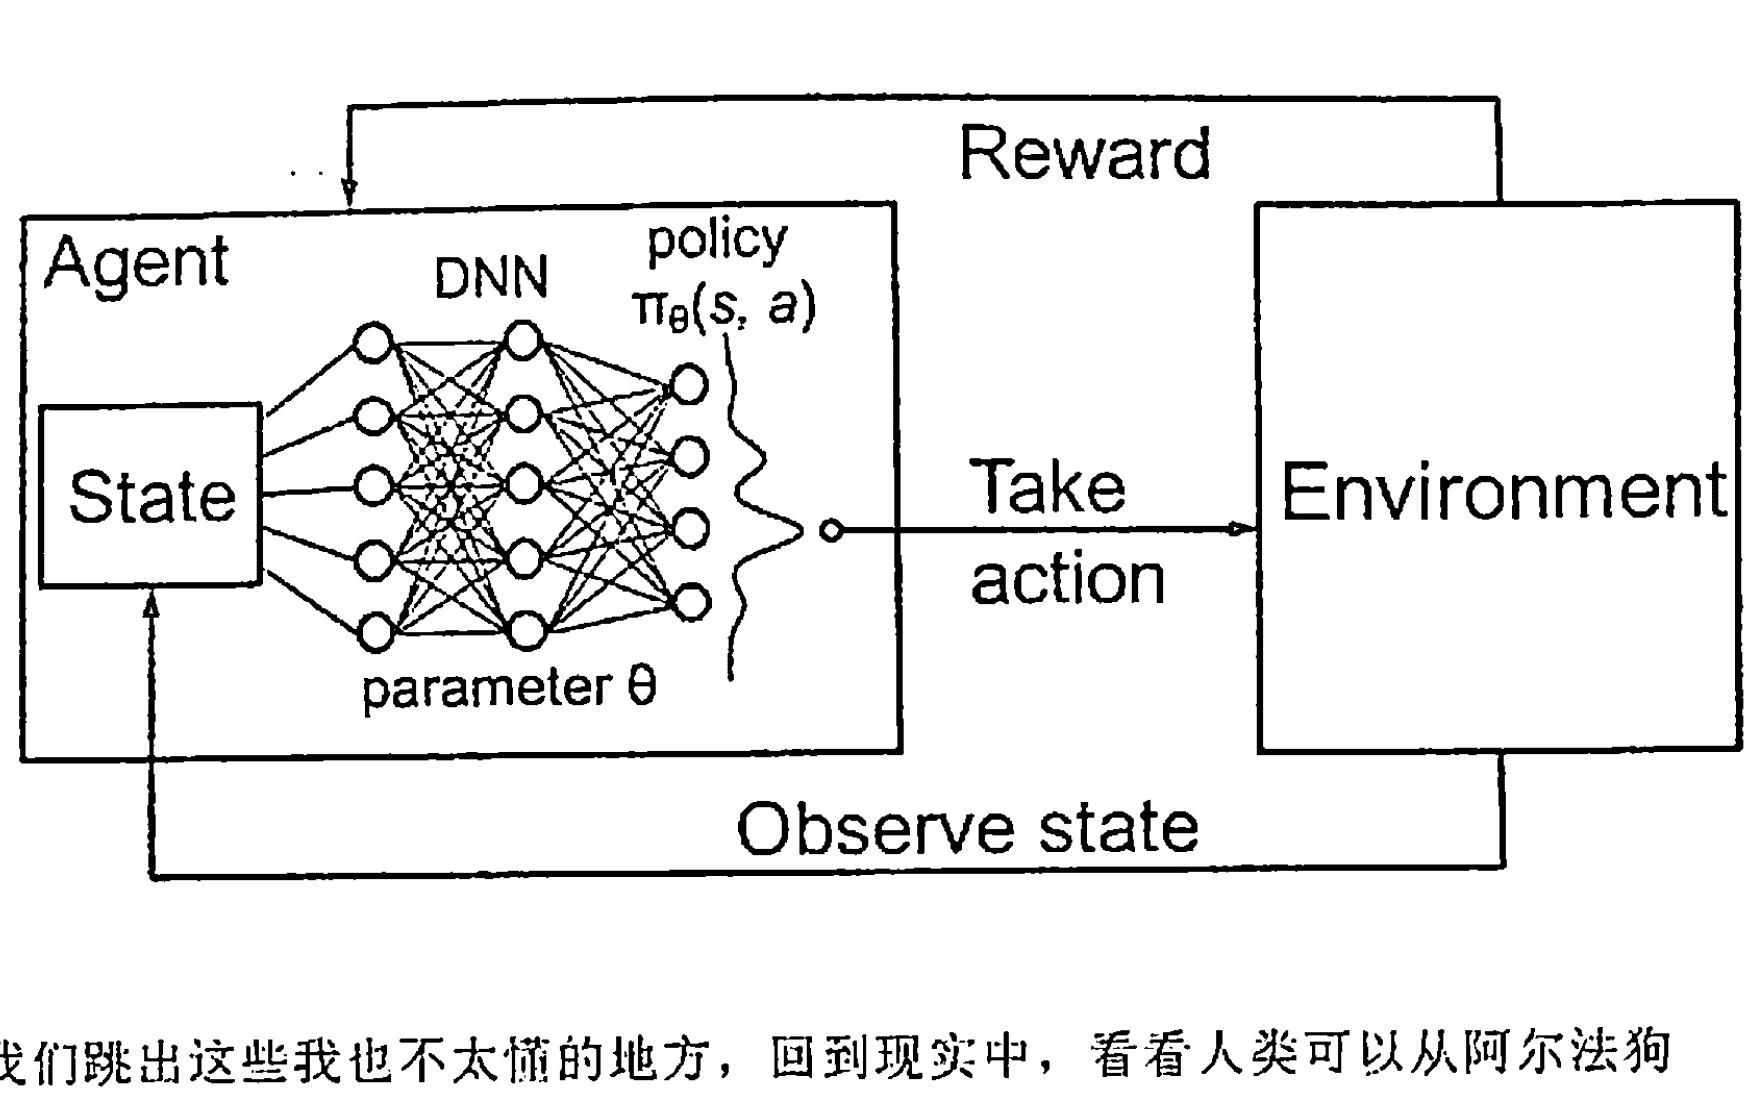 Reward
Agent
policy
DNN
πθ(s, a)
State
Take
action
Environment
parameter θ
Observe state
我们跳出这些我也不太懂的地方，回到现实中，看看人类可以从阿尔法狗